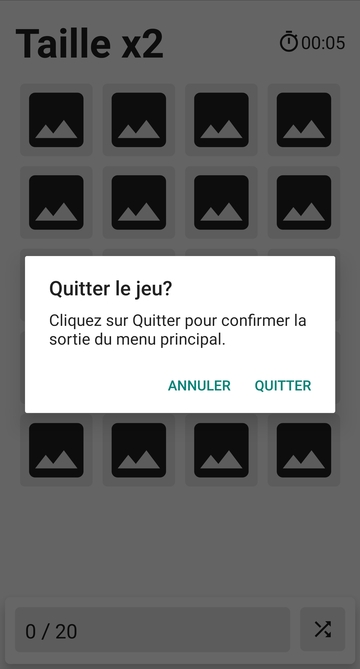 Taille x2
00:05
Quitter le jeu?
Cliquez sur Quitter pour confirmer la
sortie du menu principal.
ANNULER QUITTER
0 / 20